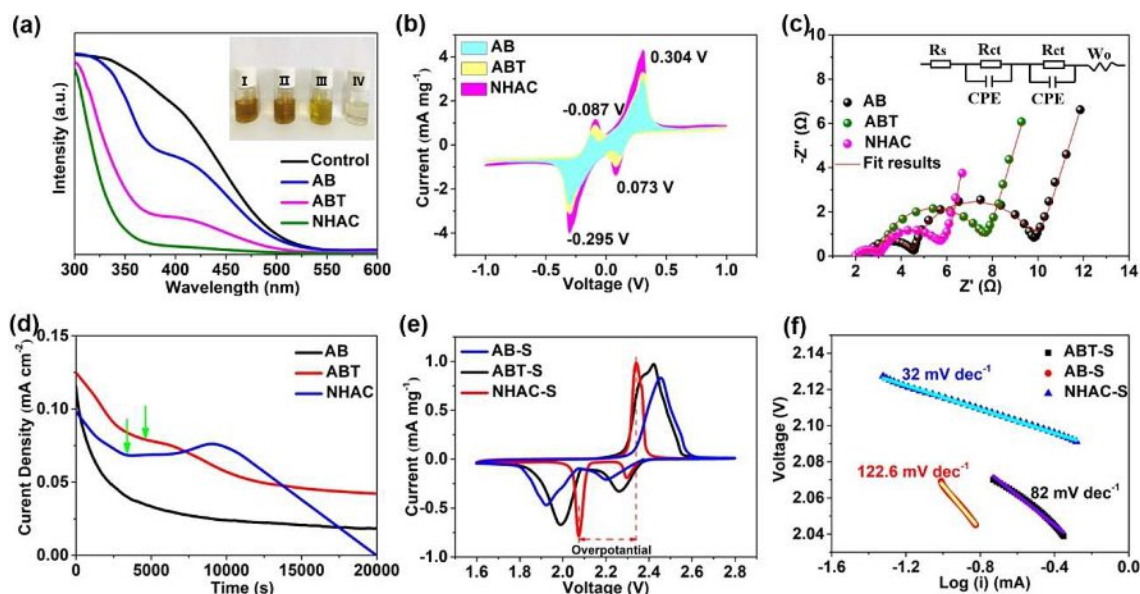 (a)
I II III IV
Control
AB
ABT
NHAC
Intensity (a.u.)
300 350 400 450 500 550 600
Wavelength (nm)
(b)
AB
ABT
NHAC
0.304 V
-0.087 V
0.073 V
-0.295 V
4
2
0
-2
-4
Current (mA mg-1)
-1.0 -0.5 0.0 0.5 1.0
Voltage (V)
(c)
Rs Rct Rct Wo
CPE CPE
AB
ABT
NHAC
Fit results
10
8
6
4
2
0
-Z'' (Ω)
0 2 4 6 8 10 12 14
Z' (Ω)
(d)
AB
ABT
NHAC
0.15
0.10
0.05
0.00
Curent Density (mA cm-2)
0 5000 10000 15000 20000
Time (s)
(e)
AB-S
ABT-S
NHAC-S
Overpotential
1.0
0.5
0.0
-0.5
-1.0
Current (mA mg-1)
1.6 1.8 2.0 2.2 2.4 2.6 2.8
Voltage (V)
(f)
ABT-S
AB-S
NHAC-S
32 mV dec-1
122.6 mV dec-1
82 mV dec-1
2.14
2.12
2.10
2.08
2.06
2.04
Voltage (V)
-1.6 -1.2 -0.8 -0.4 0.0
Log (i) (mA)